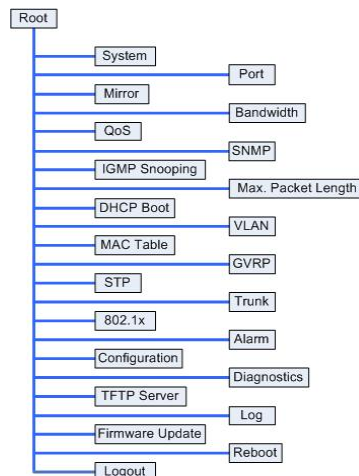 Root
System
Port
Mirror
Bandwidth
QoS
SNMP
IGMP Snooping
Max. Packet Length
DHCP Boot
VLAN
MAC Table
GVRP
STP
Trunk
802.1x
Alarm
Configuration
Diagnostics
TFTP Server
Log
Firmware Update
Reboot
Logout